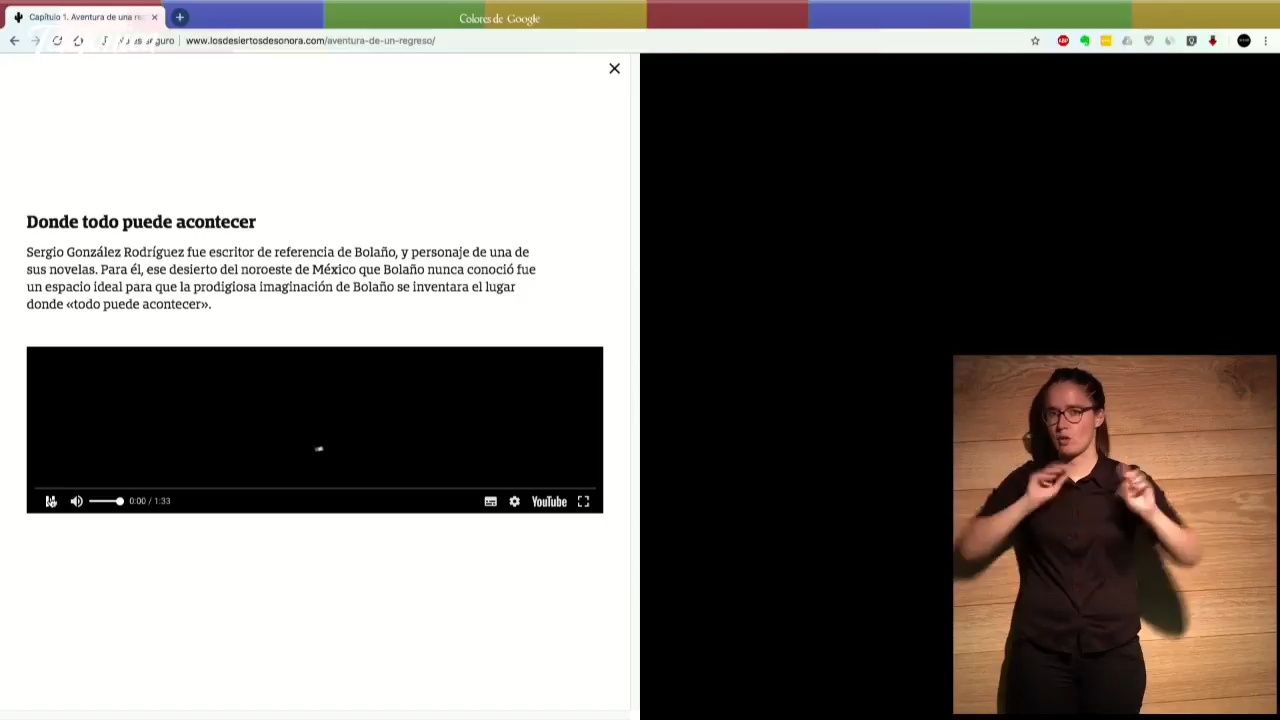 Capítulo 1. Aventura de una re
Colores de Google
www.losdesiertosdesonora.com/aventura-de-un-regreso/
Donde todo puede acontecer
Sergio González Rodríguez fue escritor de referencia de Bolaño, y personaje de una de
sus novelas. Para él, ese desierto del noroeste de México que Bolaño nunca conoció fue
un espacio ideal para que la prodigiosa imaginación de Bolaño se inventara el lugar
donde «todo puede acontecer».
0:00 / 1:33
YouTube